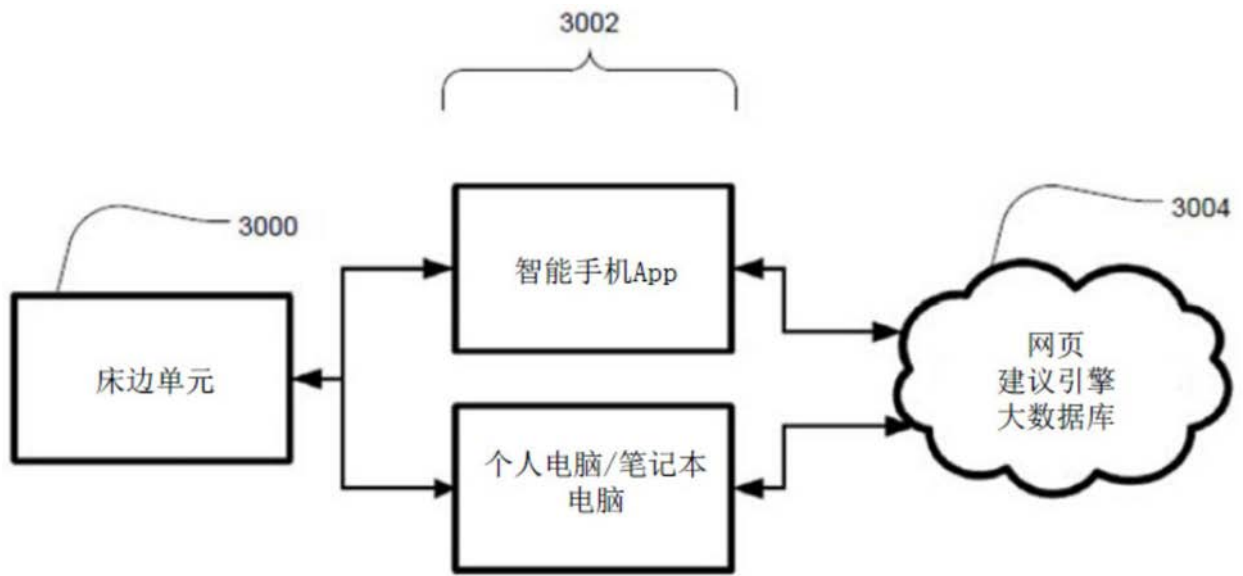 3002
3000
3004
智能手机App
床边单元
网页
建议引擎
大数据库
个人电脑/笔记本
电脑